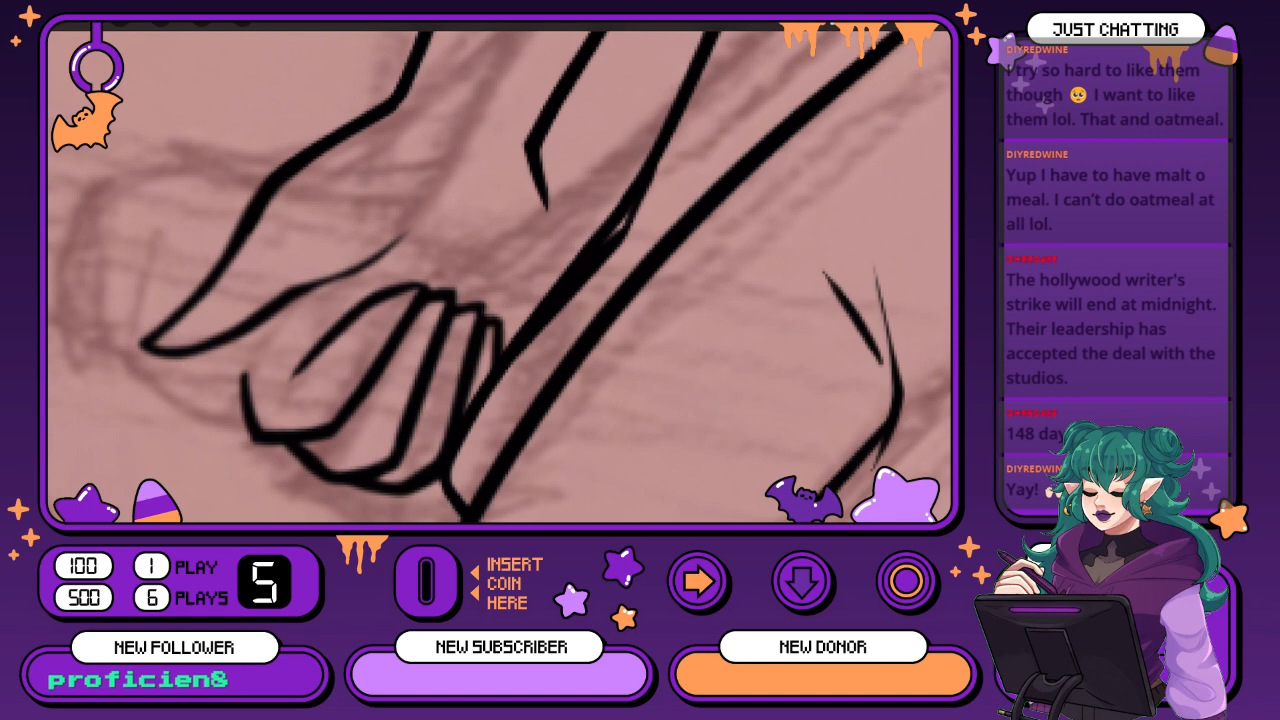 JUST CHATTING
DIYREDWINE
I try so hard to like them
though 🥺 I want to like
them lol. That and oatmeal.
DIYREDWINE
Yup I have to have malt o
meal. I can't do oatmeal at
all lol.
The hollywood writer's
strike will end at midnight.
Their leadership has
accepted the deal with the
studios.
148
DIYREDWIN
Yay!
100 1 PLAY
500 6 PLAYS
5
INSERT
COIN
HERE
NEW FOLLOWER
proficien8
NEW SUBSCRIBER
NEW DONOR